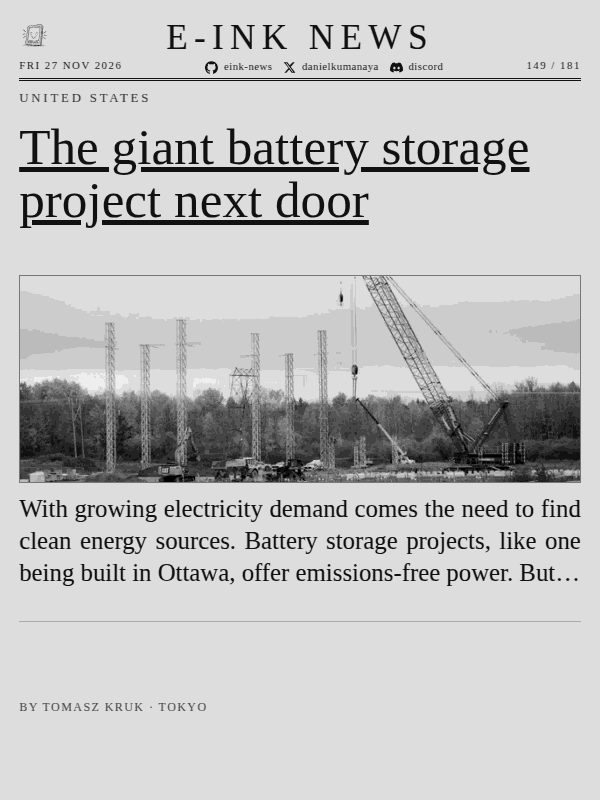 E-INK NEWS
FRI 27 NOV 2026
eink-news
danielkumanaya
discord
149 / 181
UNITED STATES
The giant battery storage
project next door
With growing electricity demand comes the need to find
clean energy sources. Battery storage projects, like one
being built in Ottawa, offer emissions-free power. But…
BY TOMASZ KRUK · TOKYO